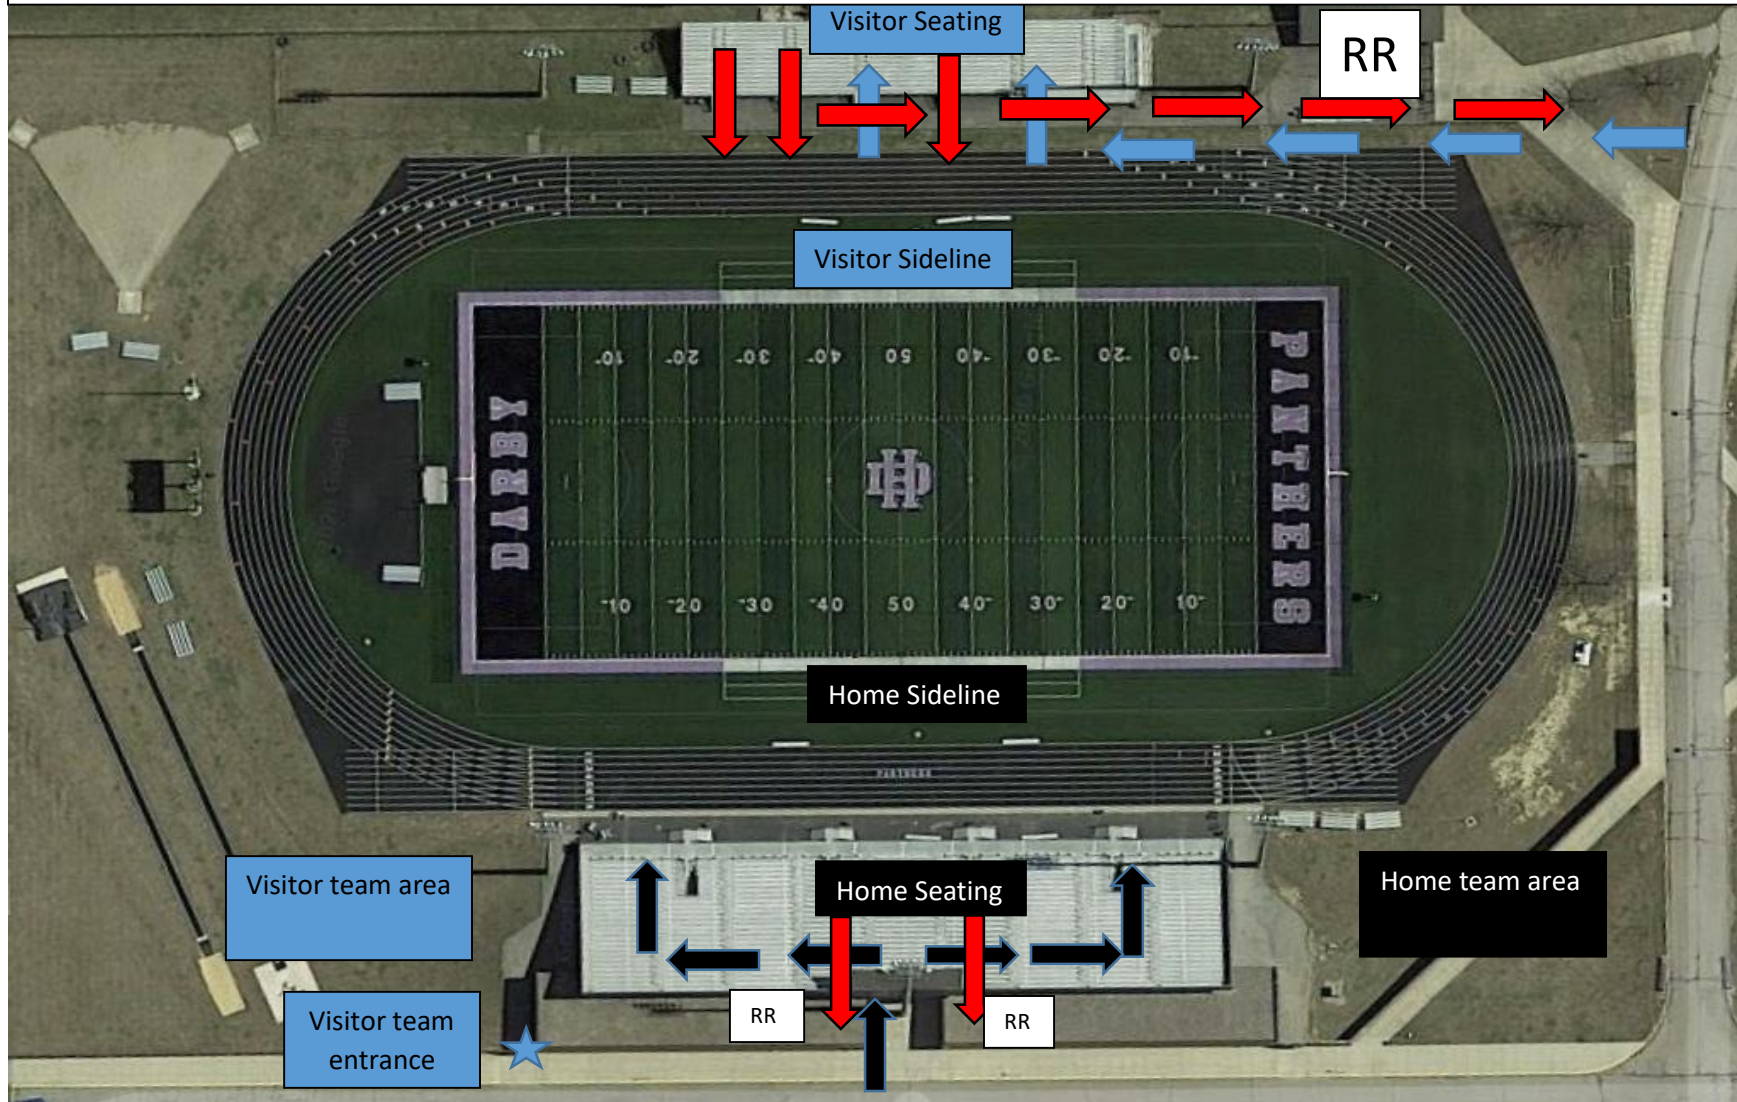 Visitor Seating
RR
Visitor Sideline
10 20 30 40 50 40 30 20 10
DARBY
HD
PANTHERS
10 20 30 40 50 40 30 20 10
Home Sideline
Visitor team area
Home Seating
Home team area
RR
RR
Visitor team
entrance